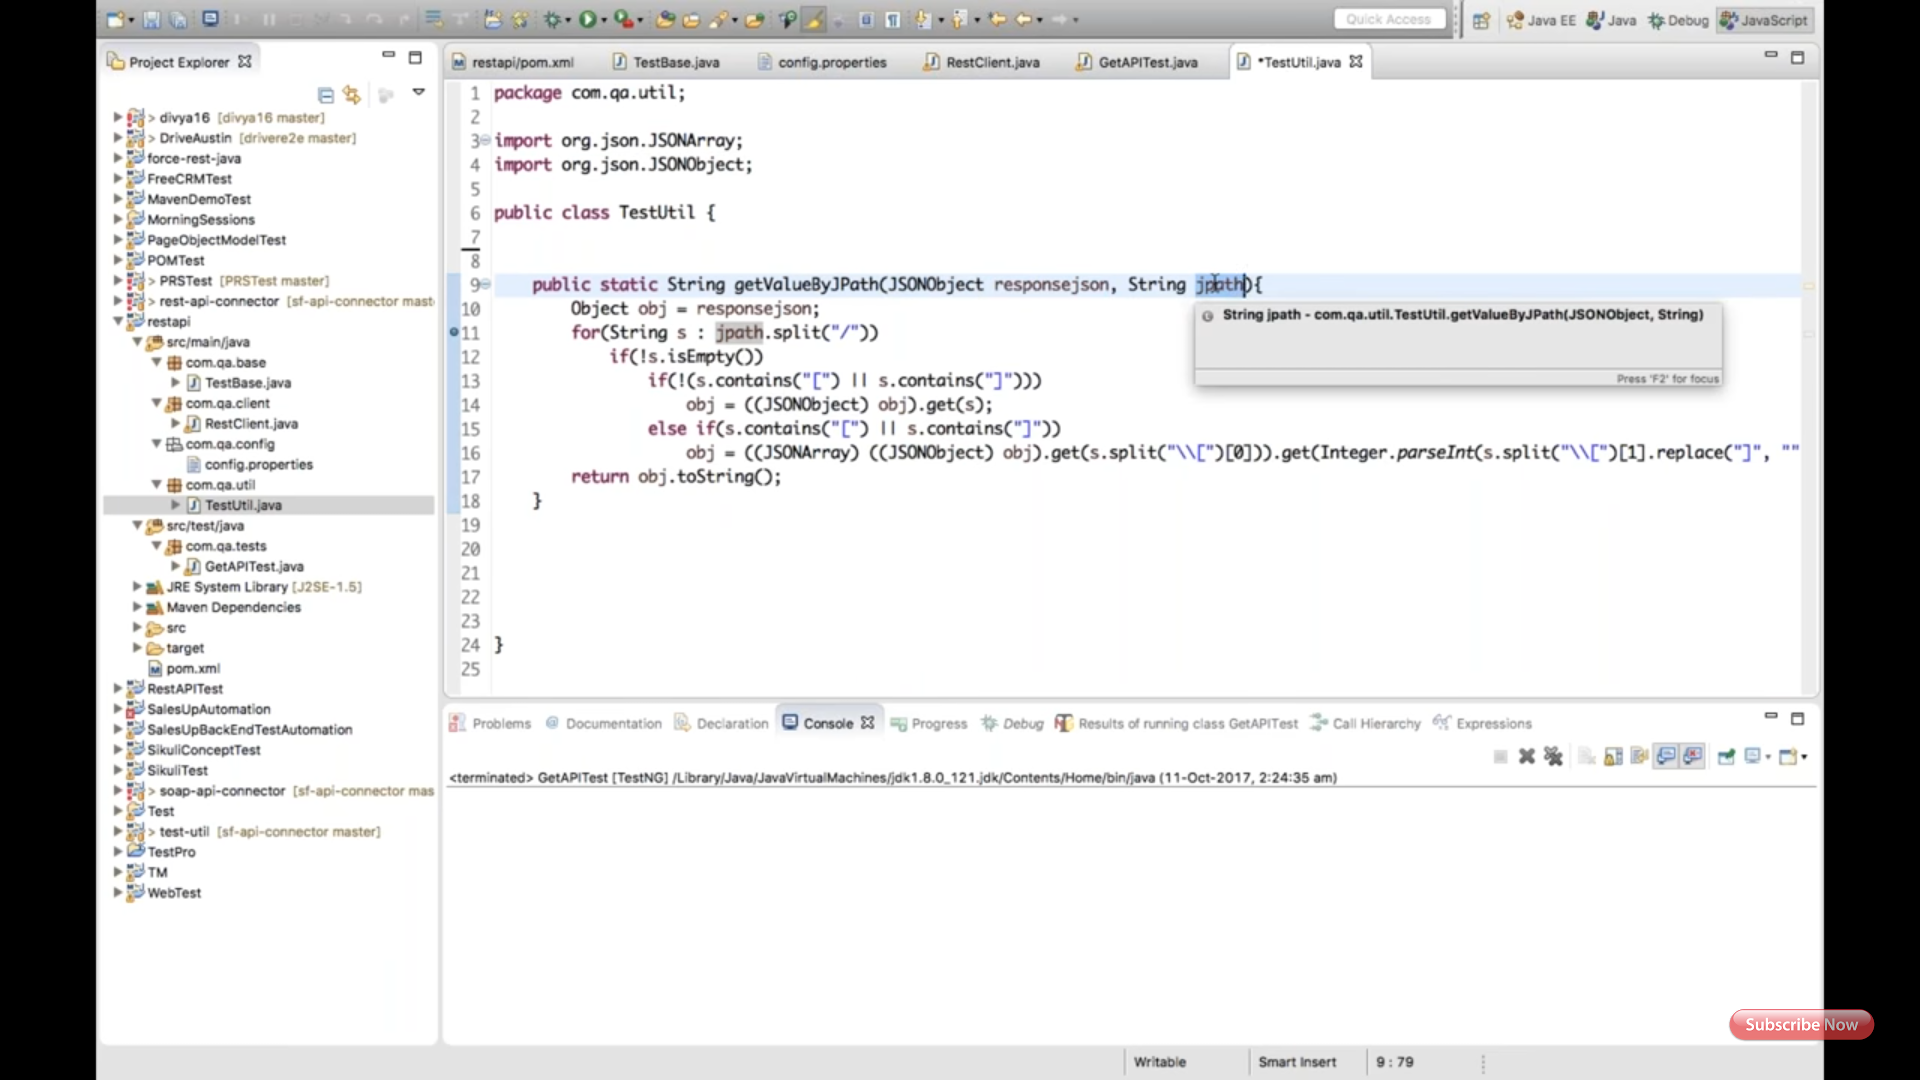 Quick Access
Java EE
Java
Debug
JavaScript
Project Explorer
restapi/pom.xml
TestBase.java
config.properties
RestClient.java
GetAPITest.java
*TestUtil.java
> divya16 [divya16 master]
> DriveAustin [drivere2e master]
force-rest-java
FreeCRMTest
MavenDemoTest
MorningSessions
PageObjectModelTest
POMTest
> PRSTest [PRSTest master]
> rest-api-connector [sf-api-connector mast
restapi
src/main/java
com.qa.base
TestBase.java
com.qa.client
RestClient.java
com.qa.config
config.properties
com.qa.util
TestUtil.java
src/test/java
com.qa.tests
GetAPITest.java
JRE System Library [J2SE-1.5]
Maven Dependencies
src
target
pom.xml
RestAPITest
SalesUpAutomation
SalesUpBackEndTestAutomation
SikuliConceptTest
SikuliTest
> soap-api-connector [sf-api-connector mas
Test
> test-util [sf-api-connector master]
TestPro
TM
WebTest
1 package com.qa.util;
2
3 import org.json.JSONArray;
4 import org.json.JSONObject;
5
6 public class TestUtil {
7
8
9 public static String getValueByJPath(JSONObject responsejson, String jpath){
10 Object obj = responsejson;
11 for(String s : jpath.split("/"))
12 if(!s.isEmpty())
13 if(!(s.contains("[") || s.contains("]")))
14 obj = ((JSONObject) obj).get(s);
15 else if(s.contains("[") || s.contains("]"))
16 obj = ((JSONArray) ((JSONObject) obj).get(s.split("\\[")[0])).get(Integer.parseInt(s.split("\\[")[1].replace("]", ""
17 return obj.toString();
18 }
19
20
21
22
23
24 }
25
String jpath - com.qa.util.TestUtil.getValueByJPath(JSONObject, String)
Press 'F2' for focus
Problems
Documentation
Declaration
Console
Progress
Debug
Results of running class GetAPITest
Call Hierarchy
Expressions
<terminated> GetAPITest [TestNG] /Library/Java/JavaVirtualMachines/jdk1.8.0_121.jdk/Contents/Home/bin/java (11-Oct-2017, 2:24:35 am)
Subscribe Now
Writable
Smart Insert
9 : 79